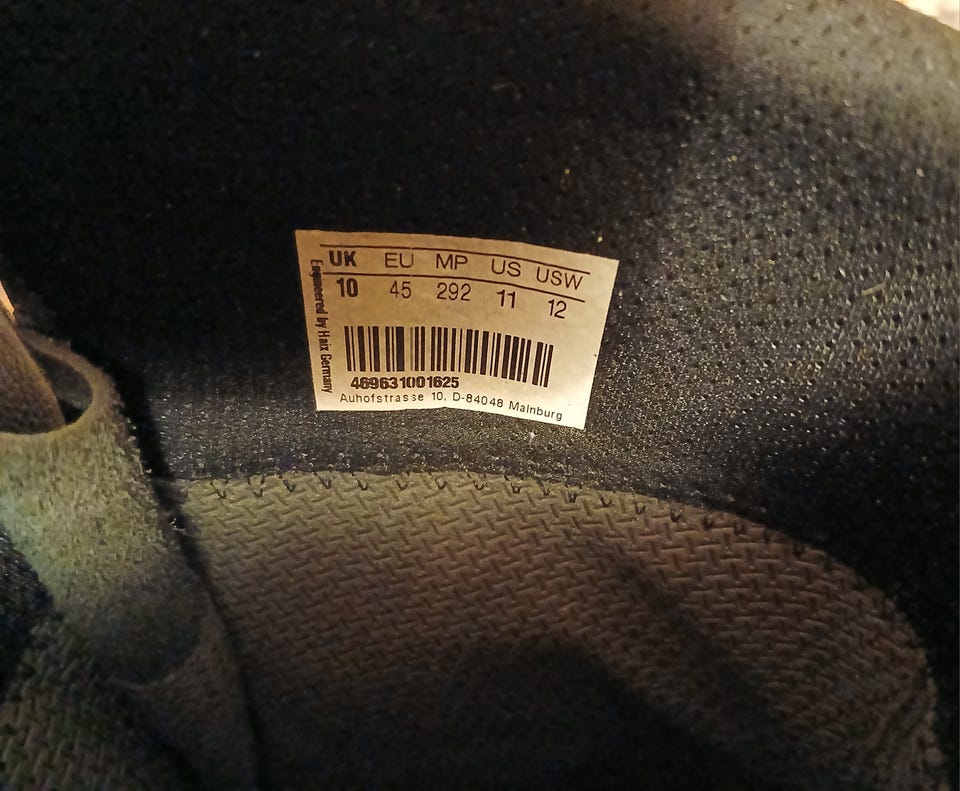 UK EU MP US USW
10 45 292 11 12
469631001625
Auhofstrasse 10, D-84048 Mainburg
Engineered by Haix Germany